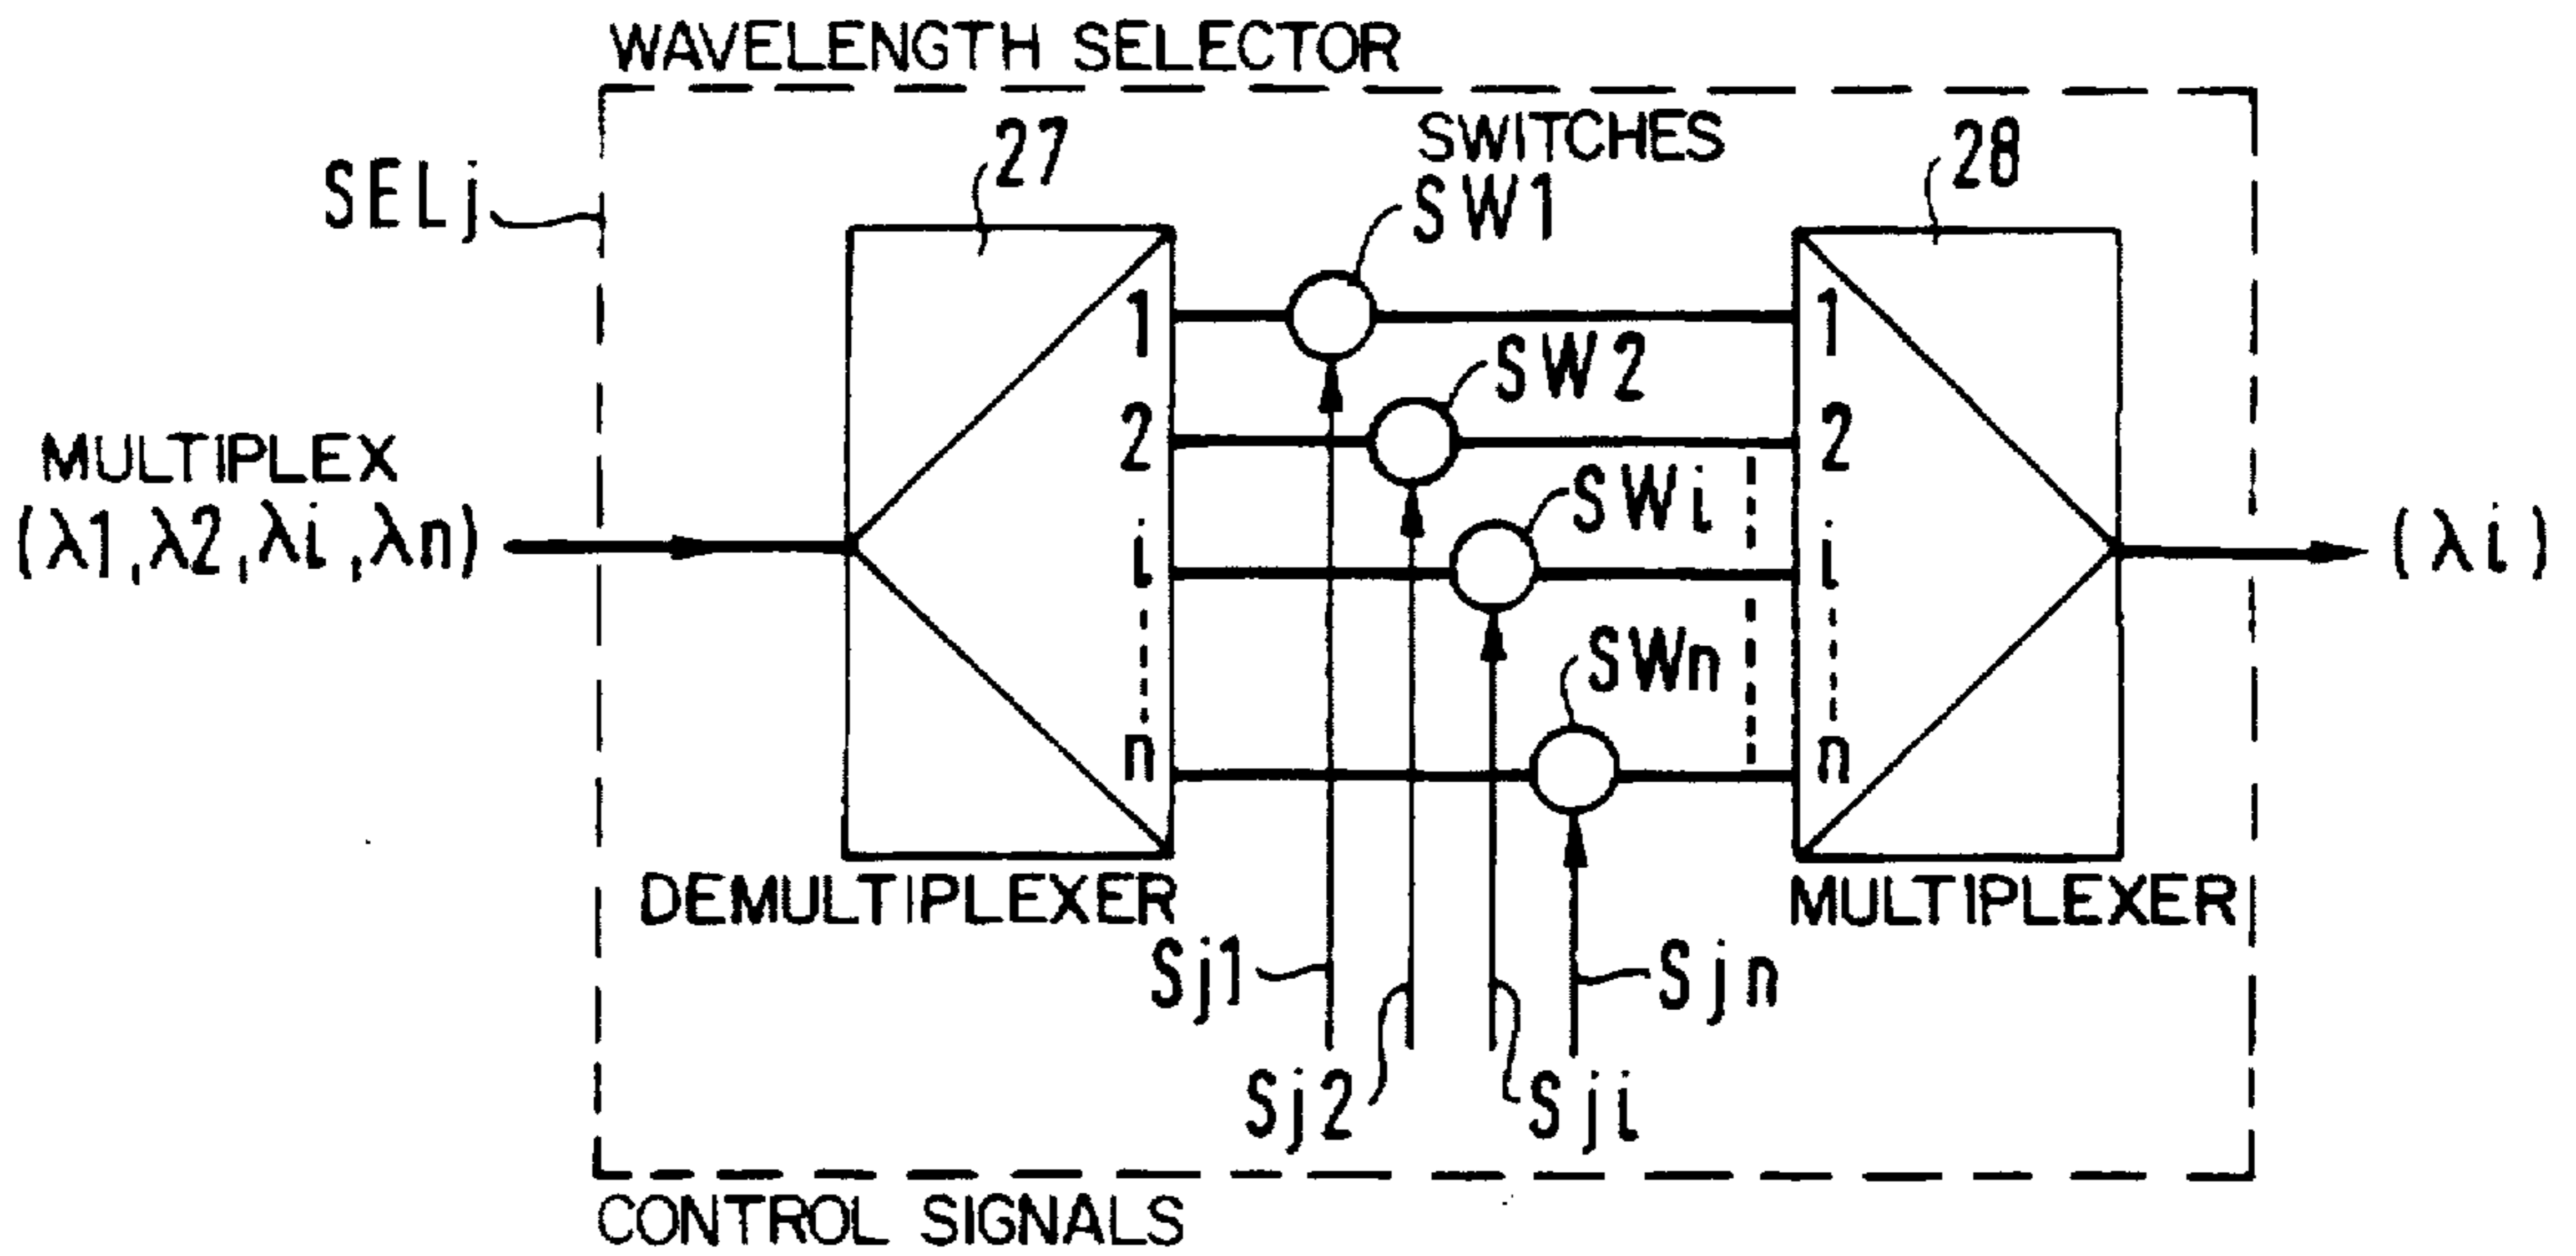 WAVELENGTH SELECTOR
SELj
27
SWITCHES
SW1
28
1
1
SW2
2
2
MULTIPLEX
(λ1,λ2,λi,λn)
SWi
i
i
(λi)
SWn
n
n
DEMULTIPLEXER
MULTIPLEXER
Sj1
Sjn
Sj2
Sji
CONTROL SIGNALS